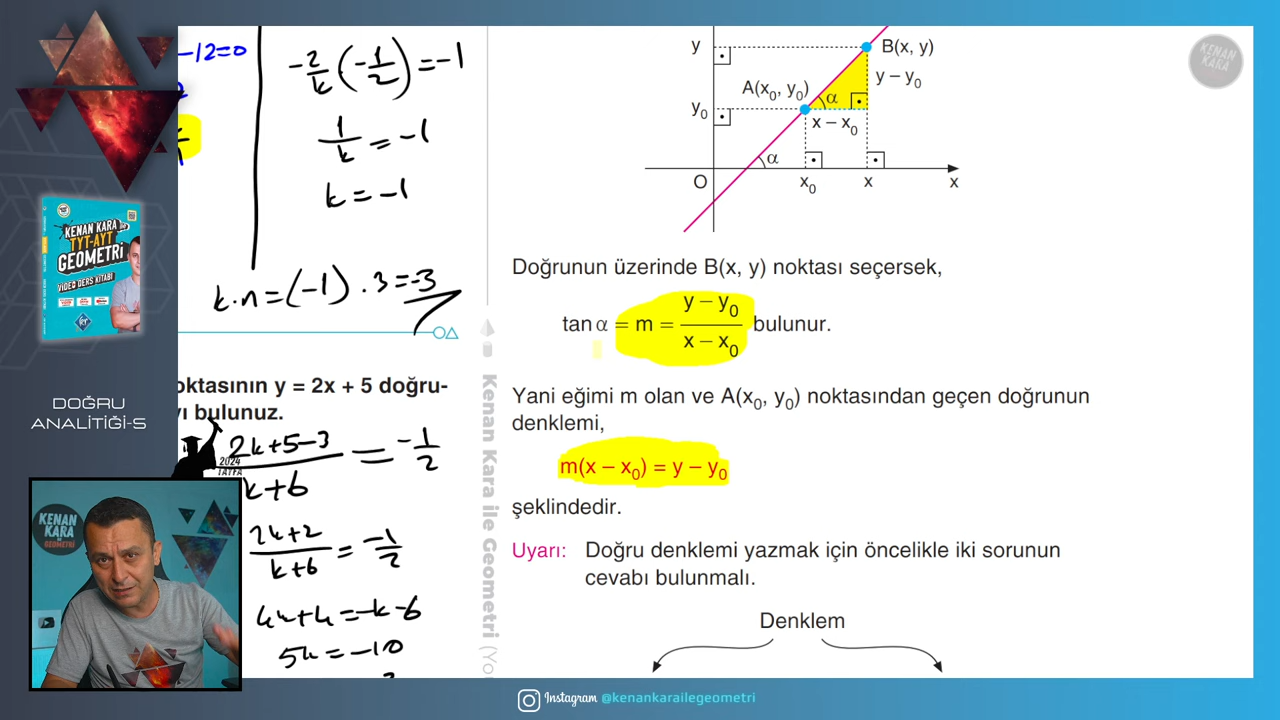 -12=0
-2/k (-1/2) = -1
1/k = -1
k = -1
k.n = (-1) . 3 = -3
oktasının y = 2x + 5 doğru-
yı bulunuz.
2k+5-3 / k+6 = -1/2
2k+2 / k+6 = -1/2
4k+4 = -k-6
5k = -10
KENAN KARA
TYT-AYT
GEOMETRİ
VİDEO DERS KİTABI
DOĞRU
ANALİTİĞİ-5
2024
TAYFA
KENAN
KARA
GEOMETRİ
Kenan Kara ile Geometri (Yo
KENAN
KARA
y
B(x, y)
y – y₀
A(x₀, y₀)
α
y₀
x – x₀
α
O
x₀
x
x
Doğrunun üzerinde B(x, y) noktası seçersek,
tan α = m = y – y₀ / x – x₀ bulunur.
Yani eğimi m olan ve A(x₀, y₀) noktasından geçen doğrunun
denklemi,
m(x – x₀) = y – y₀
şeklindedir.
Uyarı: Doğru denklemi yazmak için öncelikle iki sorunun
cevabı bulunmalı.
Denklem
Instagram @kenankarailegeometri